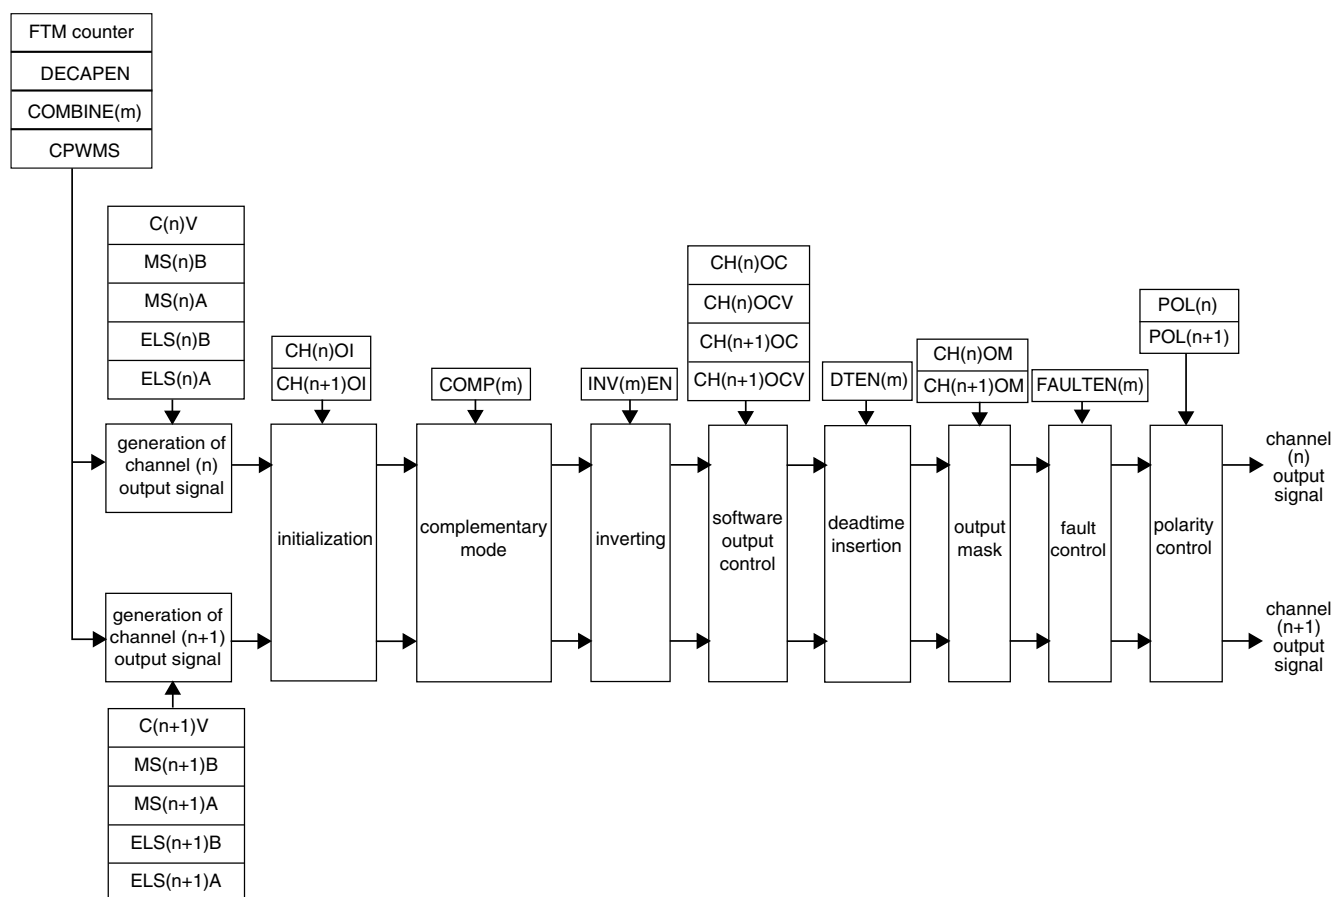 FTM counter
DECAPEN
COMBINE(m)
CPWMS
C(n)V
MS(n)B
MS(n)A
ELS(n)B
ELS(n)A
CH(n)OI
CH(n+1)OI
COMP(m)
INV(m)EN
CH(n)OC
CH(n)OCV
CH(n+1)OC
CH(n+1)OCV
DTEN(m)
CH(n)OM
CH(n+1)OM
FAULTEN(m)
POL(n)
POL(n+1)
generation of
channel (n)
output signal
initialization
complementary
mode
inverting
software
output
control
deadtime
insertion
output
mask
fault
control
polarity
control
channel
(n)
output
signal
generation of
channel (n+1)
output signal
channel
(n+1)
output
signal
C(n+1)V
MS(n+1)B
MS(n+1)A
ELS(n+1)B
ELS(n+1)A